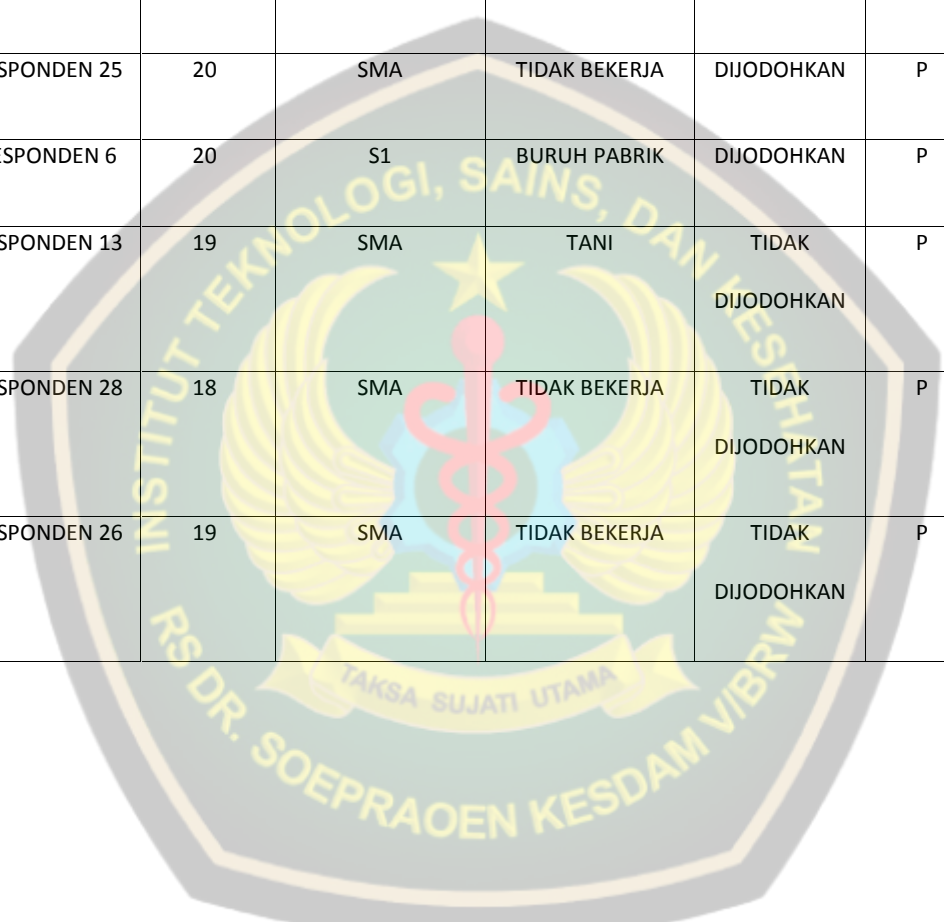 SPONDEN 25 20 SMA TIDAK BEKERJA DIJODOHKAN P
ESPONDEN 6 20 S1 BURUH PABRIK DIJODOHKAN P
SPONDEN 13 19 SMA TANI TIDAK P
DIJODOHKAN
SPONDEN 28 18 SMA TIDAK BEKERJA TIDAK P
DIJODOHKAN
SPONDEN 26 19 SMA TIDAK BEKERJA TIDAK P
DIJODOHKAN
INSTITUT TEKNOLOGI, SAINS, DAN KESEHATAN
TAKSA SUJATI UTAMA
RS DR. SOEPRAOEN KESDAM V/BRW